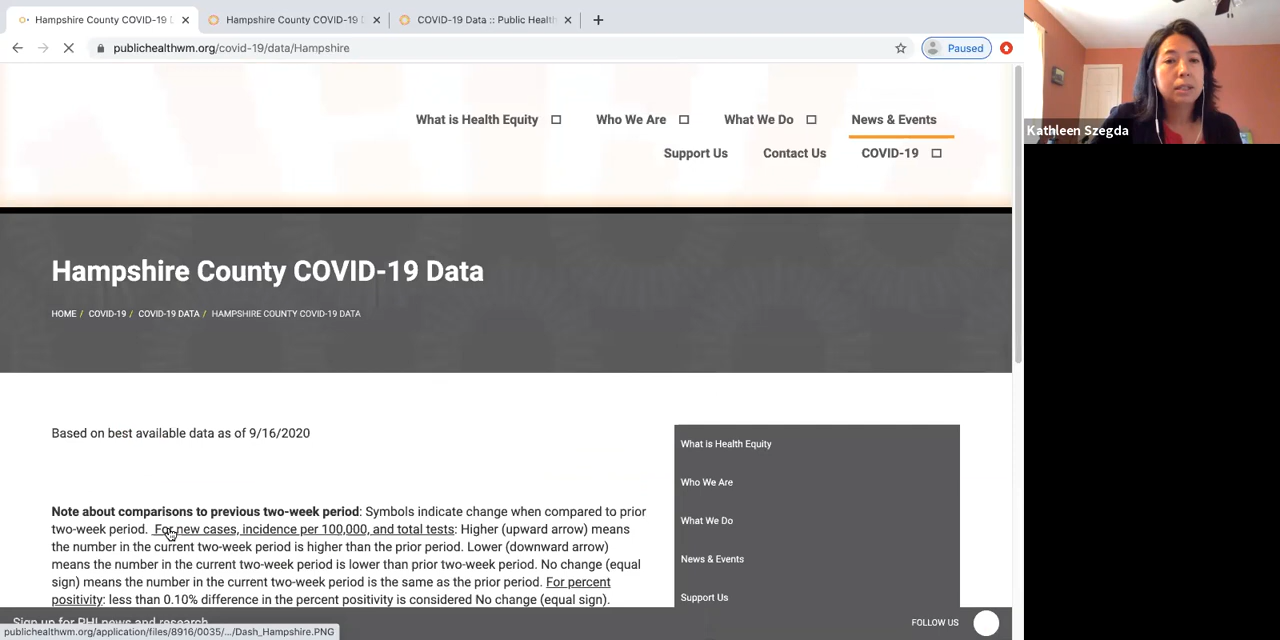 Hampshire County COVID-19 D
Hampshire County COVID-19 D
COVID-19 Data :: Public Health
publichealthwm.org/covid-19/data/Hampshire
Paused
Kathleen Szegda
What is Health Equity
Who We Are
What We Do
News & Events
Support Us
Contact Us
COVID-19
Hampshire County COVID-19 Data
HOME / COVID-19 / COVID-19 DATA / HAMPSHIRE COUNTY COVID-19 DATA
Based on best available data as of 9/16/2020
Note about comparisons to previous two-week period: Symbols indicate change when compared to prior
two-week period. For new cases, incidence per 100,000, and total tests: Higher (upward arrow) means
the number in the current two-week period is higher than the prior period. Lower (downward arrow)
means the number in the current two-week period is lower than prior two-week period. No change (equal
sign) means the number in the current two-week period is the same as the prior period. For percent
positivity: less than 0.10% difference in the percent positivity is considered No change (equal sign).
What is Health Equity
Who We Are
What We Do
News & Events
Support Us
Sign up for PHI news and research
FOLLOW US
publichealthwm.org/application/files/8916/0035/.../Dash_Hampshire.PNG